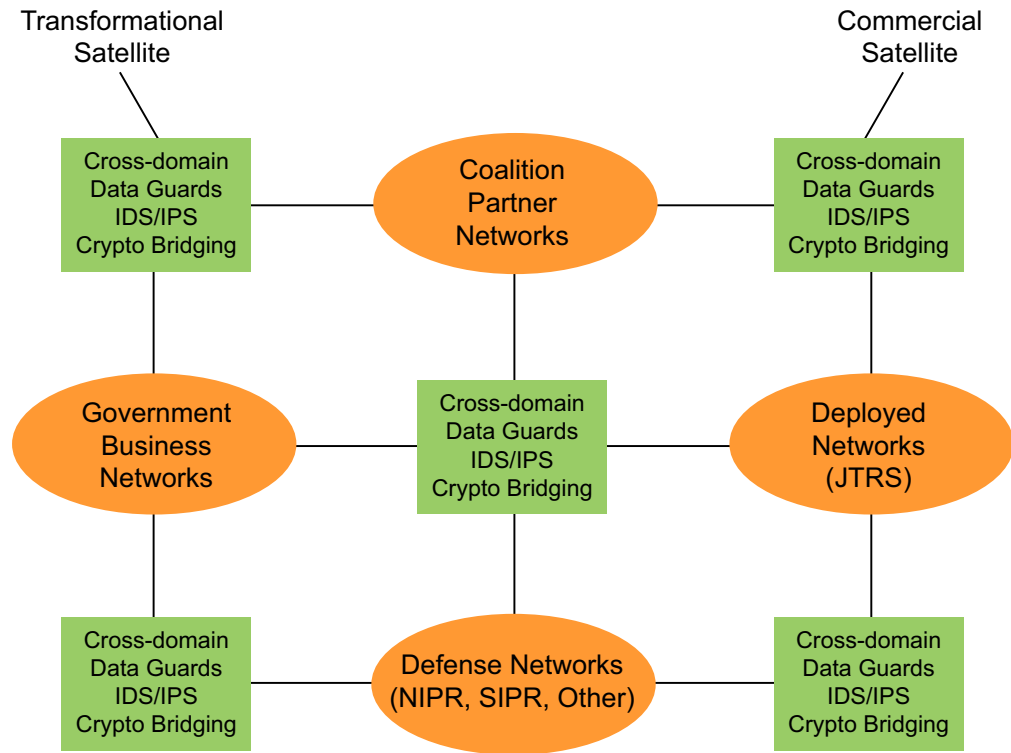 Transformational
Satellite
Commercial
Satellite
Cross-domain
Data Guards
IDS/IPS
Crypto Bridging
Coalition
Partner
Networks
Cross-domain
Data Guards
IDS/IPS
Crypto Bridging
Government
Business
Networks
Cross-domain
Data Guards
IDS/IPS
Crypto Bridging
Deployed
Networks
(JTRS)
Cross-domain
Data Guards
IDS/IPS
Crypto Bridging
Defense Networks
(NIPR, SIPR, Other)
Cross-domain
Data Guards
IDS/IPS
Crypto Bridging